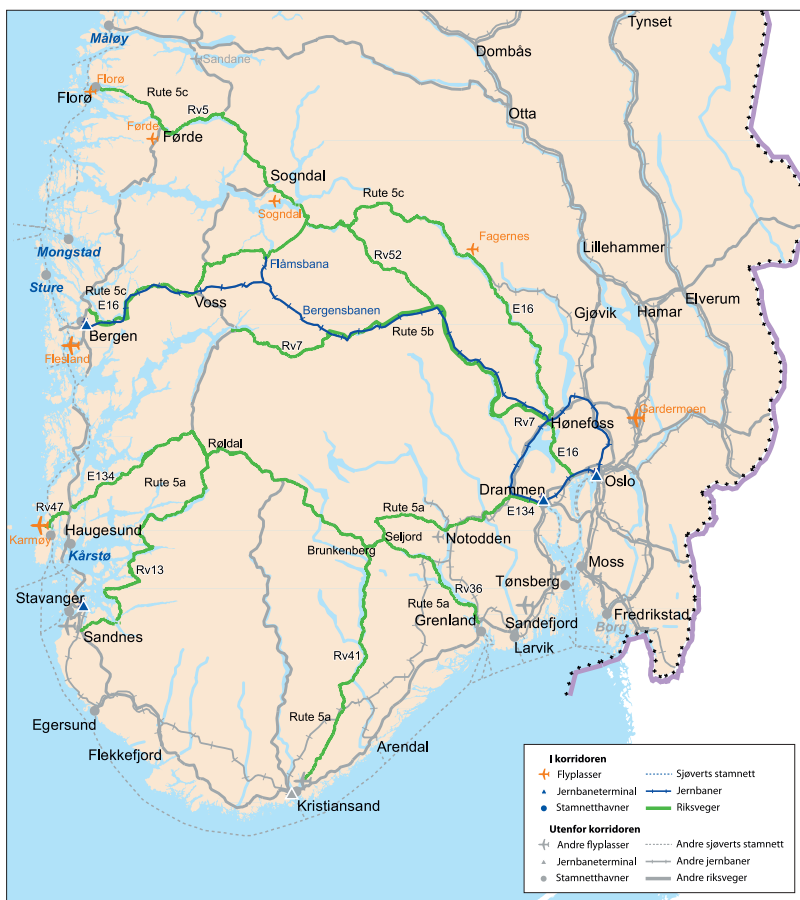 Tynset
Måløy
Dombås
Sandane
Florø
Florø
Rute 5c
Rv5
Otta
Førde
Førde
Sogndal
Rute 5c
Sogndal
Fagernes
Lillehammer
Mongstad
Rv52
Sture
Flåmsbana
Rute 5c
E16
Voss
Bergensbanen
E16
Elverum
Hamar
Gjøvik
Bergen
Rute 5b
Flesland
Rv7
Gardermoen
Rv7
Hønefoss
Røldal
E16
E134
Rute 5a
Drammen
Oslo
Rv47
Rute 5a
E134
Karmøy
Haugesund
Seljord
Notodden
Kårstø
Brunkenberg
Moss
Rv13
Tønsberg
Rv36
Stavanger
Rute 5a
Fredrikstad
Grenland
Sandefjord
Borg
Sandnes
Larvik
Rv41
Egersund
Rute 5a
Arendal
Flekkefjord
Kristiansand
I korridoren
Flyplasser
Sjøverts stamnett
Jernbaneterminal
Jernbaner
Stamnetthavner
Riksveger
Utenfor korridoren
Andre flyplasser
Andre sjøverts stamnett
Jernbaneterminal
Andre jernbaner
Stamnetthavner
Andre riksveger